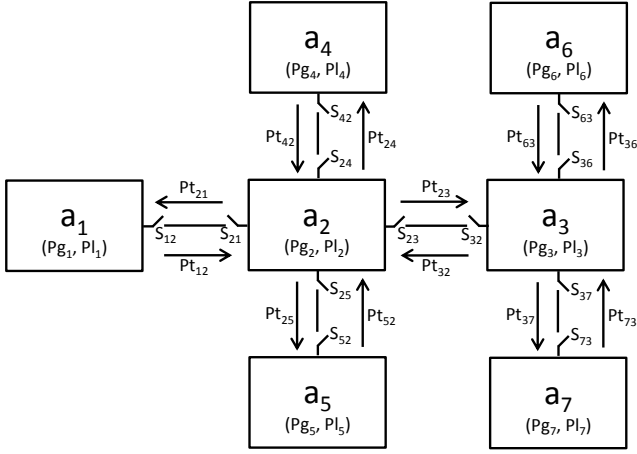 a₄
(Pg₄, Pl₄)
a₆
(Pg₆, Pl₆)
S₄₂
S₆₃
Pt₄₂
Pt₂₄
Pt₆₃
Pt₃₆
S₂₄
S₃₆
Pt₂₁
Pt₂₃
a₁
(Pg₁, Pl₁)
S₁₂
S₂₁
a₂
(Pg₂, Pl₂)
S₂₃
S₃₂
a₃
(Pg₃, Pl₃)
Pt₁₂
Pt₃₂
S₂₅
S₃₇
Pt₂₅
Pt₅₂
Pt₃₇
Pt₇₃
S₅₂
S₇₃
a₅
(Pg₅, Pl₅)
a₇
(Pg₇, Pl₇)